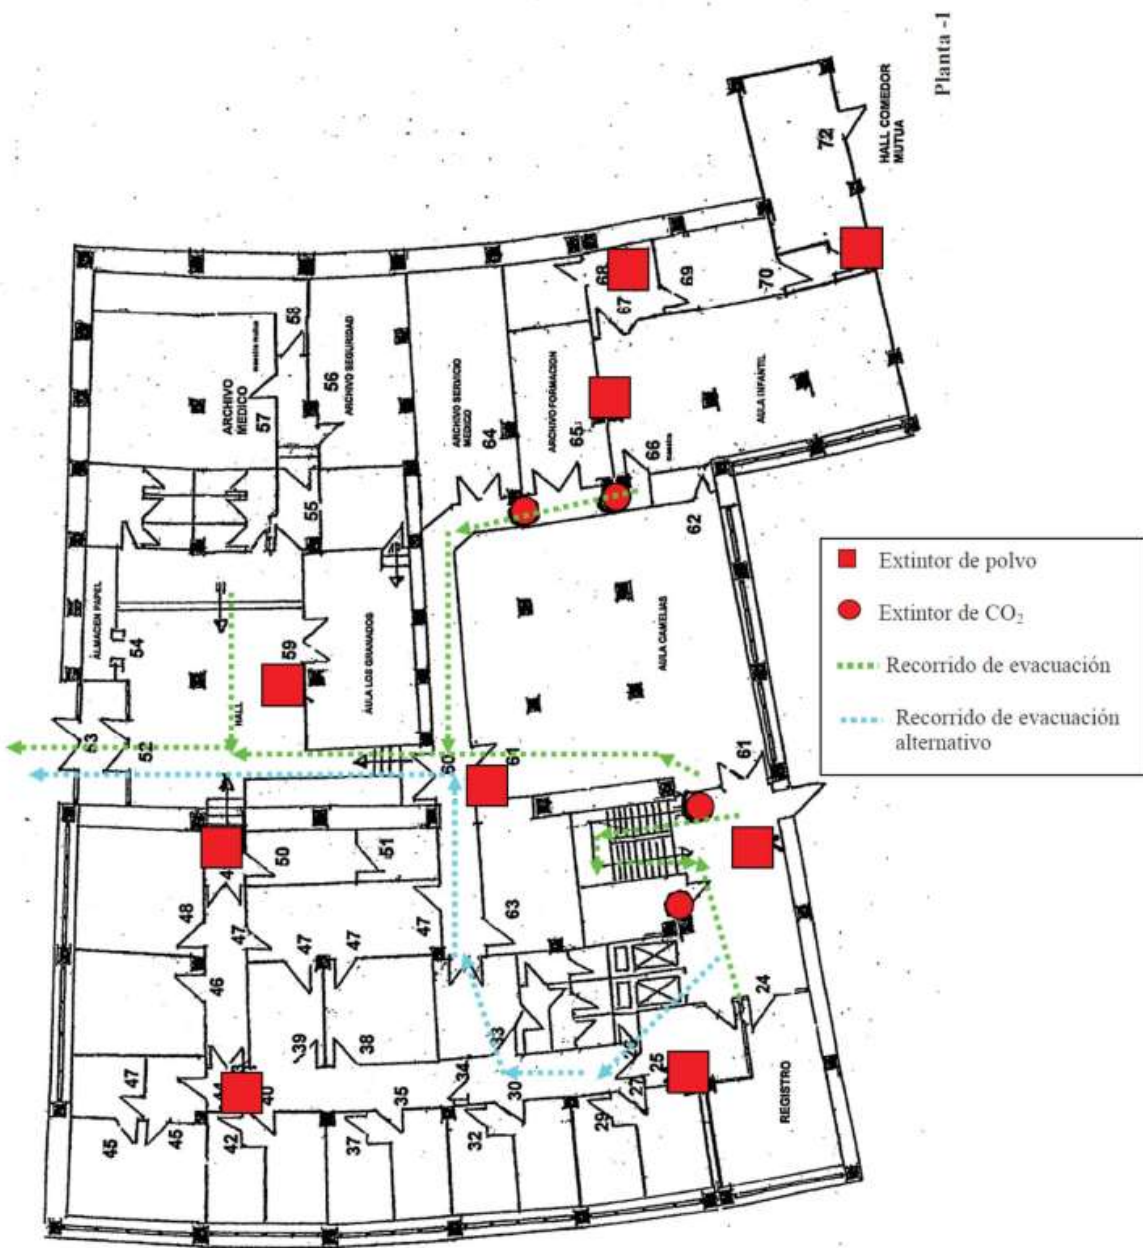 Planta -1
HALL COMEDOR
MUTUA
72
70
69
68
67
58
ARCHIVO
MEDICO
57
56
ARCHIVO SEGURIDAD
ARCHIVO SERVICIO
MEDICO
64
ARCHIVO FORMACION
65
66
AULA INFANTIL
55
62
ALMACEN PAPEL
54
59
AULA LOS GRANADOS
AULA CAMELIAS
HALL
53
52
60
61
61
50
51
48
47
47
47
63
46
39
38
33
24
47
44
40
35
34
30
27
25
REGISTRO
45
45
42
37
32
29
Extintor de polvo
Extintor de CO₂
Recorrido de evacuación
Recorrido de evacuación
alternativo